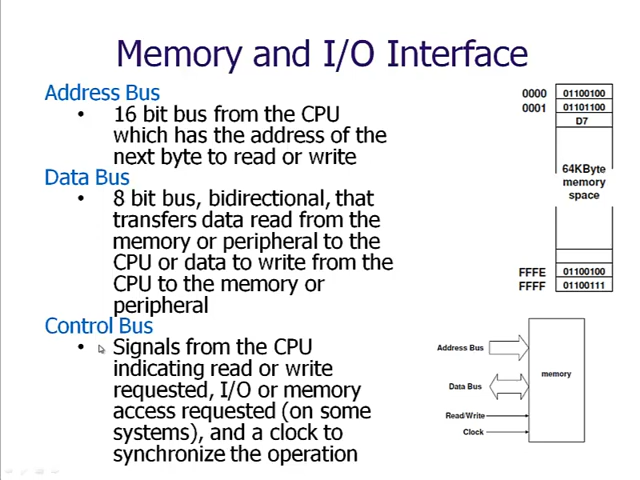 Memory and I/O Interface
Address Bus
• 16 bit bus from the CPU
which has the address of the
next byte to read or write
Data Bus
• 8 bit bus, bidirectional, that
transfers data read from the
memory or peripheral to the
CPU or data to write from the
CPU to the memory or
peripheral
Control Bus
• Signals from the CPU
indicating read or write
requested, I/O or memory
access requested (on some
systems), and a clock to
synchronize the operation
0000 01100100
0001 01101100
D7
64KByte
memory
space
FFFE 01100100
FFFF 01100111
Address Bus
Data Bus
Read/Write
Clock
memory